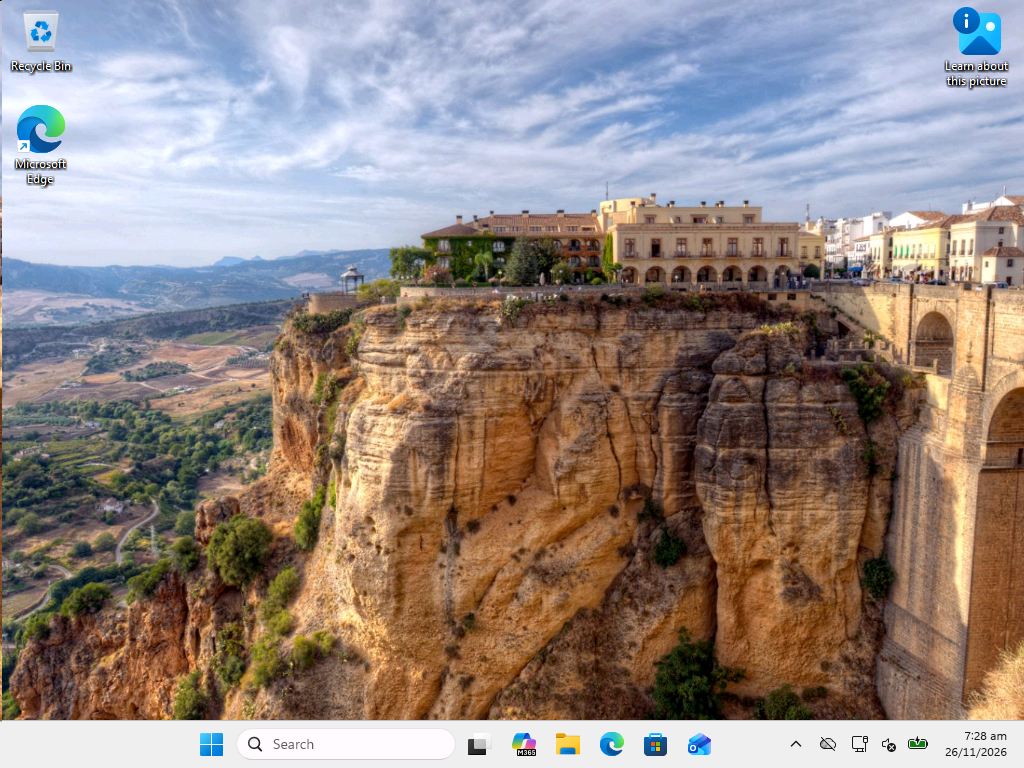 Recycle Bin
Microsoft
Edge
Learn about
this picture
Search
M365
7:28 am
26/11/2026